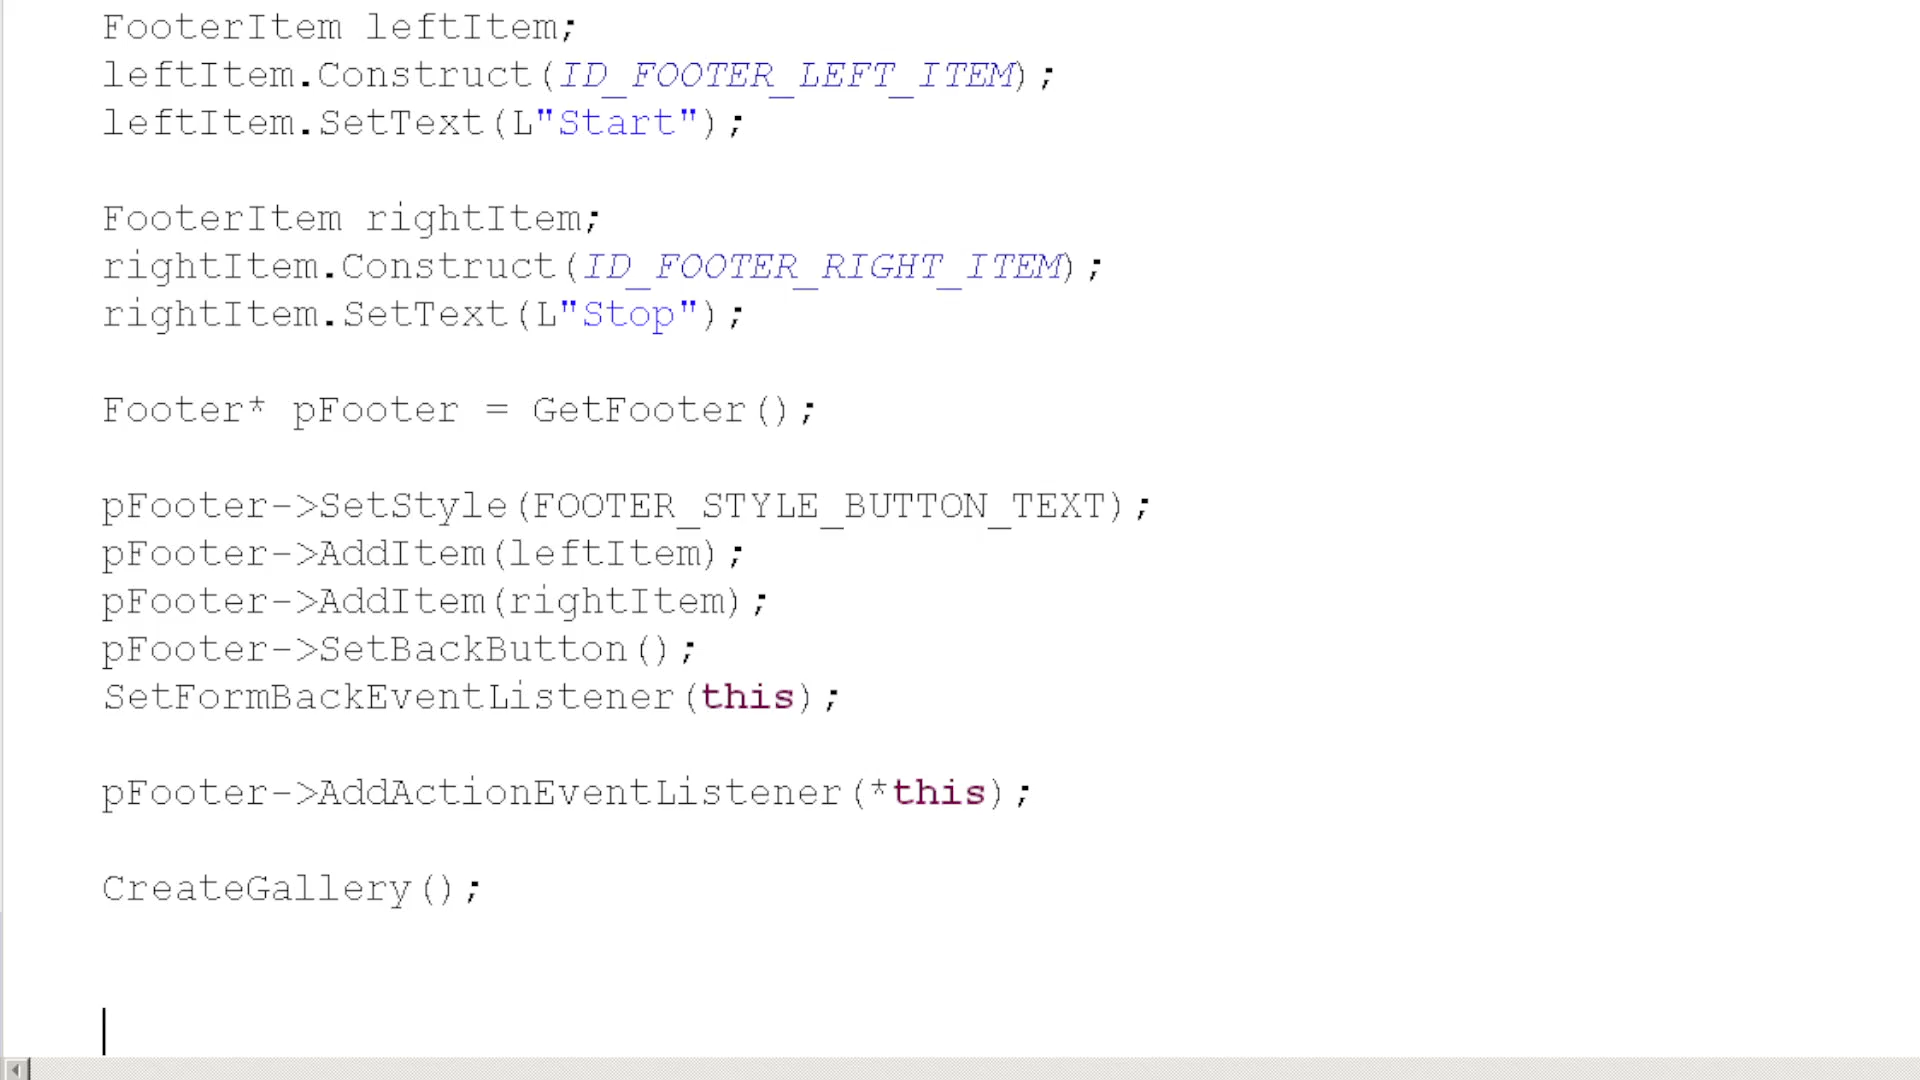 FooterItem leftItem;
leftItem.Construct(ID_FOOTER_LEFT_ITEM);
leftItem.SetText(L"Start");
FooterItem rightItem;
rightItem.Construct(ID_FOOTER_RIGHT_ITEM);
rightItem.SetText(L"Stop");
Footer* pFooter = GetFooter();
pFooter->SetStyle(FOOTER_STYLE_BUTTON_TEXT);
pFooter->AddItem(leftItem);
pFooter->AddItem(rightItem);
pFooter->SetBackButton();
SetFormBackEventListener(this);
pFooter->AddActionEventListener(*this);
CreateGallery();